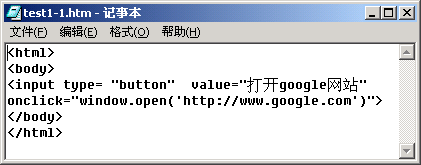 test1-1.htm - 记事本
文件(F) 编辑(E) 格式(O) 帮助(H)
<html>
<body>
<input type= "button"  value="打开google网站"
onclick="window.open('http://www.google.com')">
</body>
</html>